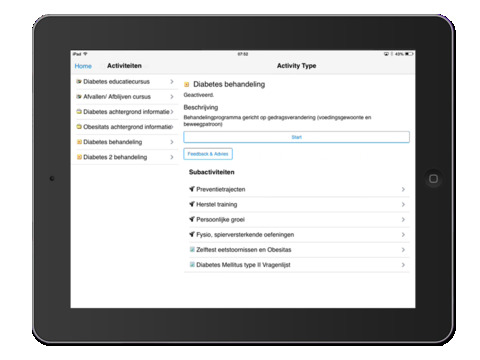 iPad
07:52
43%
Home
Activiteiten
Activity Type
Diabetes educatiecursus
Afvallen/ Afblijven cursus
Diabetes achtergrond informatie
Obesitats achtergrond informatie
Diabetes behandeling
Diabetes 2 behandeling
Diabetes behandeling
Geactiveerd.
Beschrijving
Behandelingprogramma gericht op gedragsverandering (voedingsgewoonte en
beweegpatroon)
Start
Feedback & Advies
Subactiviteiten
Preventietrajecten
Herstel training
Persoonlijke groei
Fysio, spierversterkende oefeningen
Zelftest eetstoornissen en Obesitas
Diabetes Mellitus type II Vragenlijst